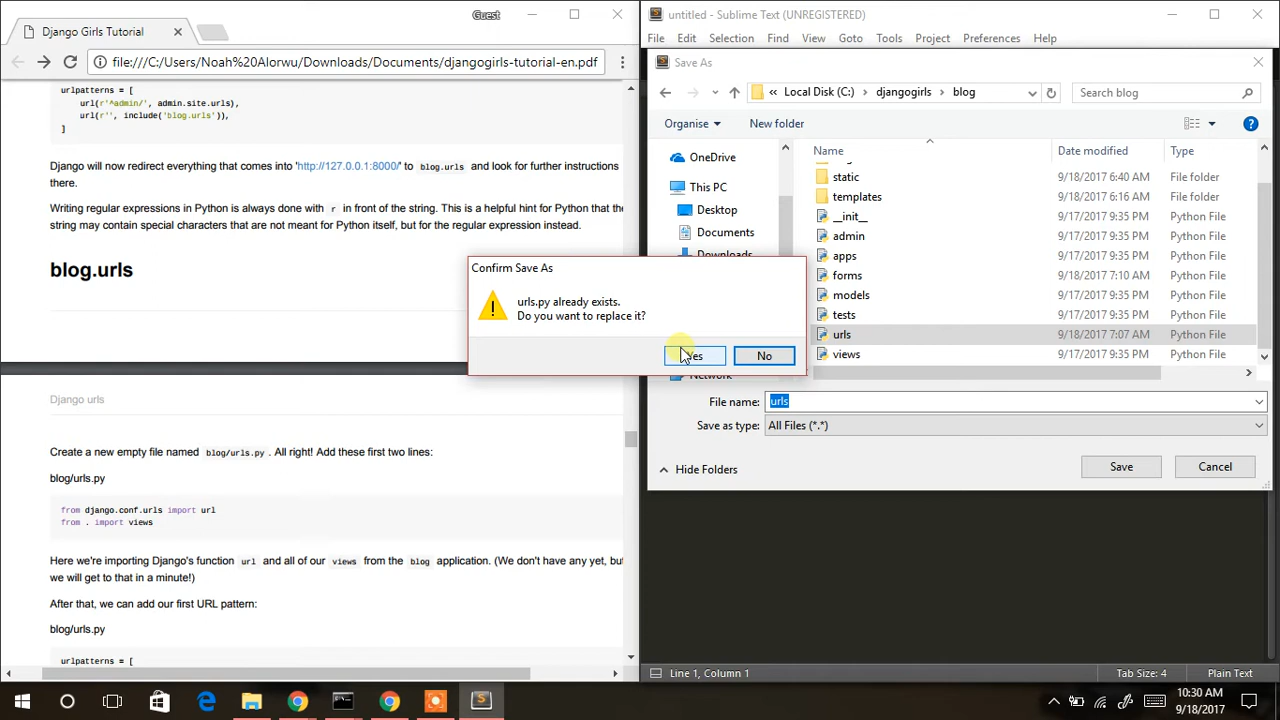 Guest
Django Girls Tutorial
file:///C:/Users/Noah%20Alorwu/Downloads/Documents/djangogirls-tutorial-en.pdf
urlpatterns = [
url(r'^admin/', admin.site.urls),
url(r'', include('blog.urls')),
]
Django will now redirect everything that comes into 'http://127.0.0.1:8000/' to blog.urls and look for further instructions
there.
Writing regular expressions in Python is always done with r in front of the string. This is a helpful hint for Python that the
string may contain special characters that are not meant for Python itself, but for the regular expression instead.
blog.urls
Django urls
Create a new empty file named blog/urls.py . All right! Add these first two lines:
blog/urls.py
from django.conf.urls import url
from . import views
Here we're importing Django's function url and all of our views from the blog application. (We don't have any yet, but
we will get to that in a minute!)
After that, we can add our first URL pattern:
blog/urls.py
urlpatterns = [
untitled - Sublime Text (UNREGISTERED)
File Edit Selection Find View Goto Tools Project Preferences Help
Save As
« Local Disk (C:) djangogirls blog
Search blog
Organise New folder
OneDrive
This PC
Desktop
Documents
Downloads
Network
Name Date modified Type
static 9/18/2017 6:40 AM File folder
templates 9/18/2017 6:16 AM File folder
__init__ 9/17/2017 9:35 PM Python File
admin 9/17/2017 9:35 PM Python File
apps 9/17/2017 9:35 PM Python File
forms 9/18/2017 7:10 AM Python File
models 9/17/2017 9:35 PM Python File
tests 9/17/2017 9:35 PM Python File
urls 9/18/2017 7:07 AM Python File
views 9/17/2017 9:35 PM Python File
Confirm Save As
urls.py already exists.
Do you want to replace it?
Yes No
File name: urls
Save as type: All Files (*.*)
Hide Folders
Save Cancel
Line 1, Column 1
Tab Size: 4 Plain Text
10:30 AM
9/18/2017